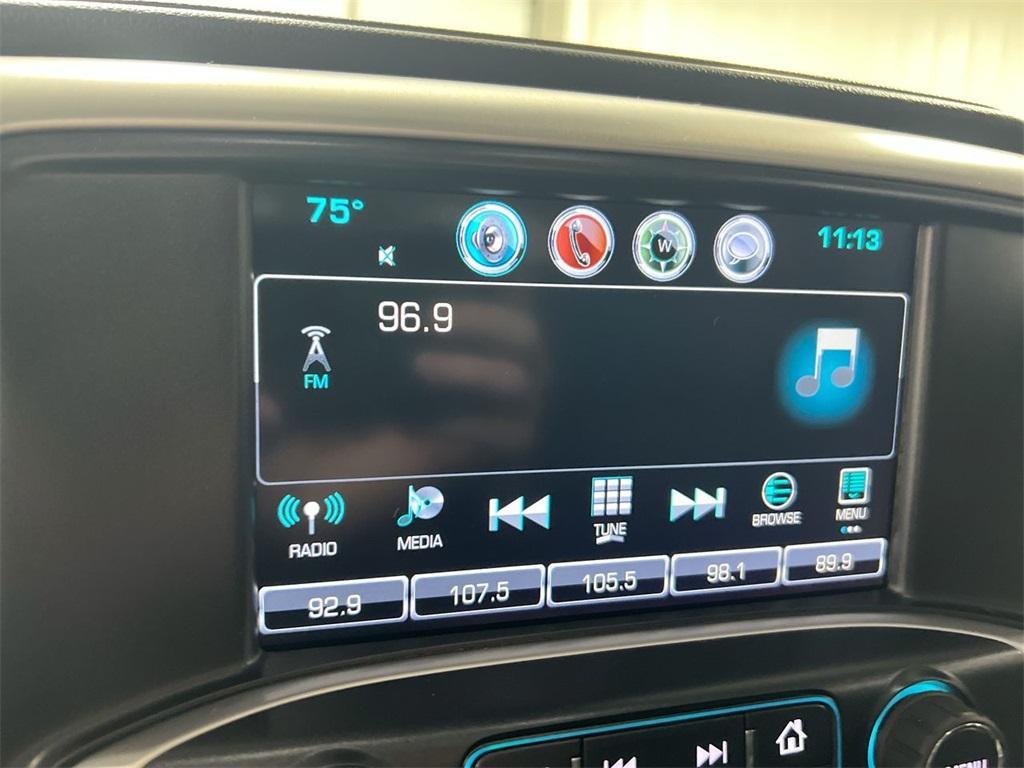 75° 11:13
W
96.9
FM
RADIO MEDIA TUNE BROWSE MENU
92.9 107.5 105.5 98.1 89.9
MENU